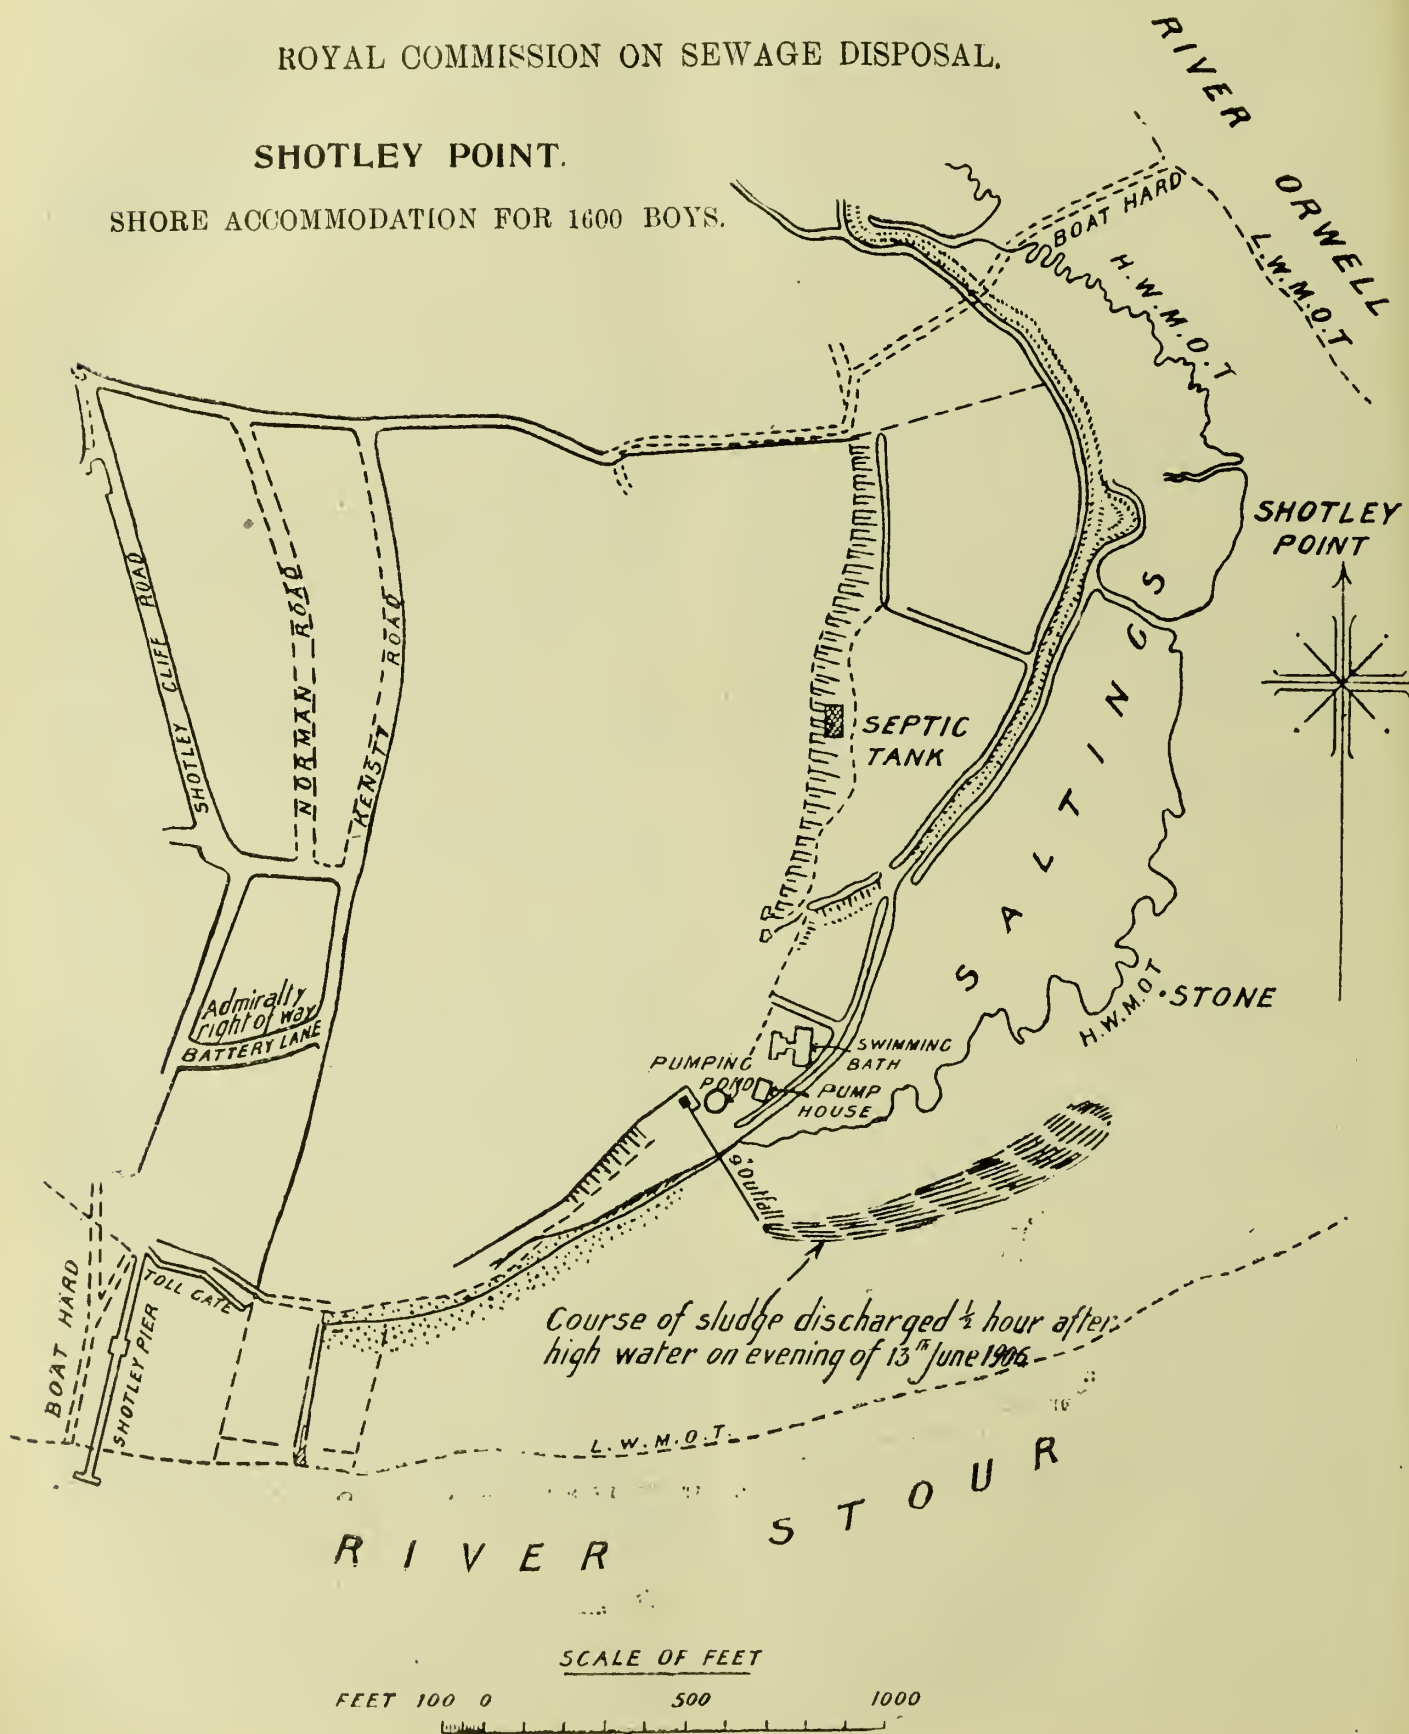 ROYAL COMMISSION ON SEWAGE DISPOSAL.
SHOTLEY POINT.
SHORE ACCOMMODATION FOR 1600 BOYS.
RIVER ORWELL
BOAT HARD
L.W.M.O.T
H.W.M.O.T
SHOTLEY
POINT
SHOTLEY CLIFF ROAD
NORMAN ROAD
KENSTY ROAD
SEPTIC
TANK
SALTINGS
Admiralty
right of way
BATTERY LANE
H.W.M.OT
STONE
SWIMMING
BATH
PUMPING
POND
PUMP
HOUSE
9" Outfall
BOAT HARD
SHOTLEY PIER
TOLL GATE
Course of sludge discharged ½ hour after
high water on evening of 13th June 1906
L.W.M.O.T.
RIVER STOUR
SCALE OF FEET
FEET 100 0 500 1000